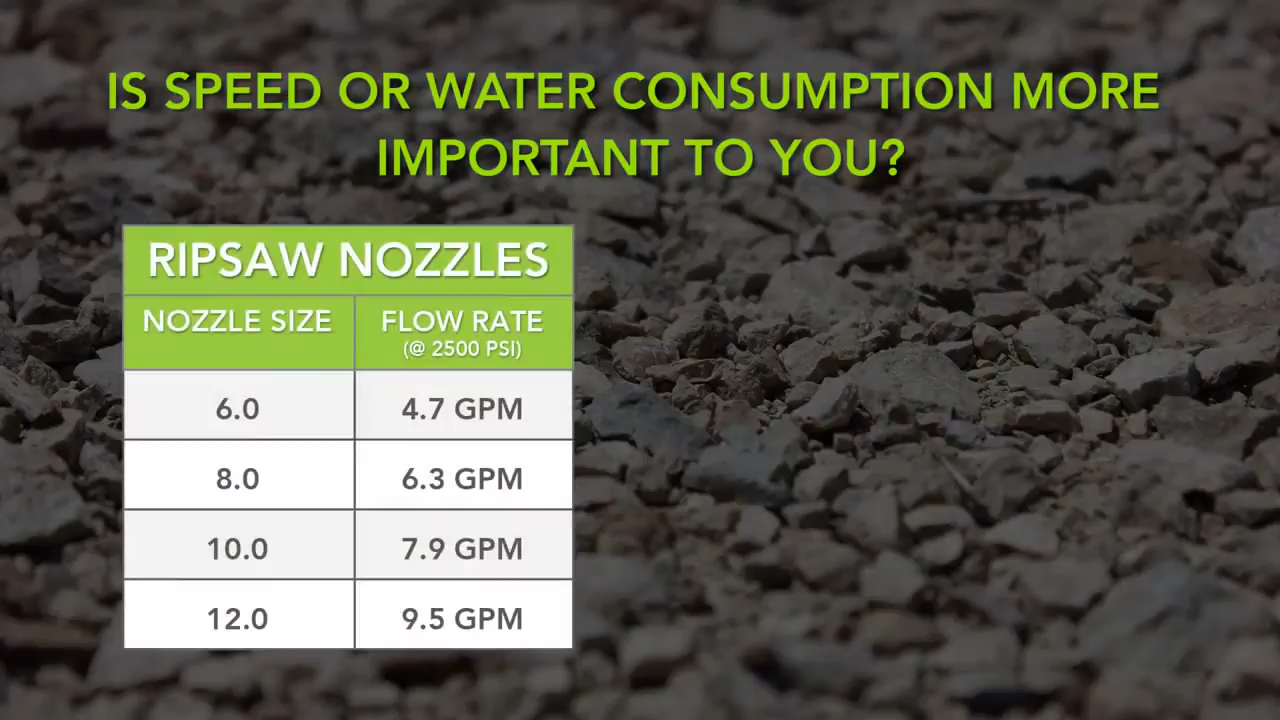 IS SPEED OR WATER CONSUMPTION MORE
IMPORTANT TO YOU?
RIPSAW NOZZLES
NOZZLE SIZE FLOW RATE
(@ 2500 PSI)
6.0 4.7 GPM
8.0 6.3 GPM
10.0 7.9 GPM
12.0 9.5 GPM